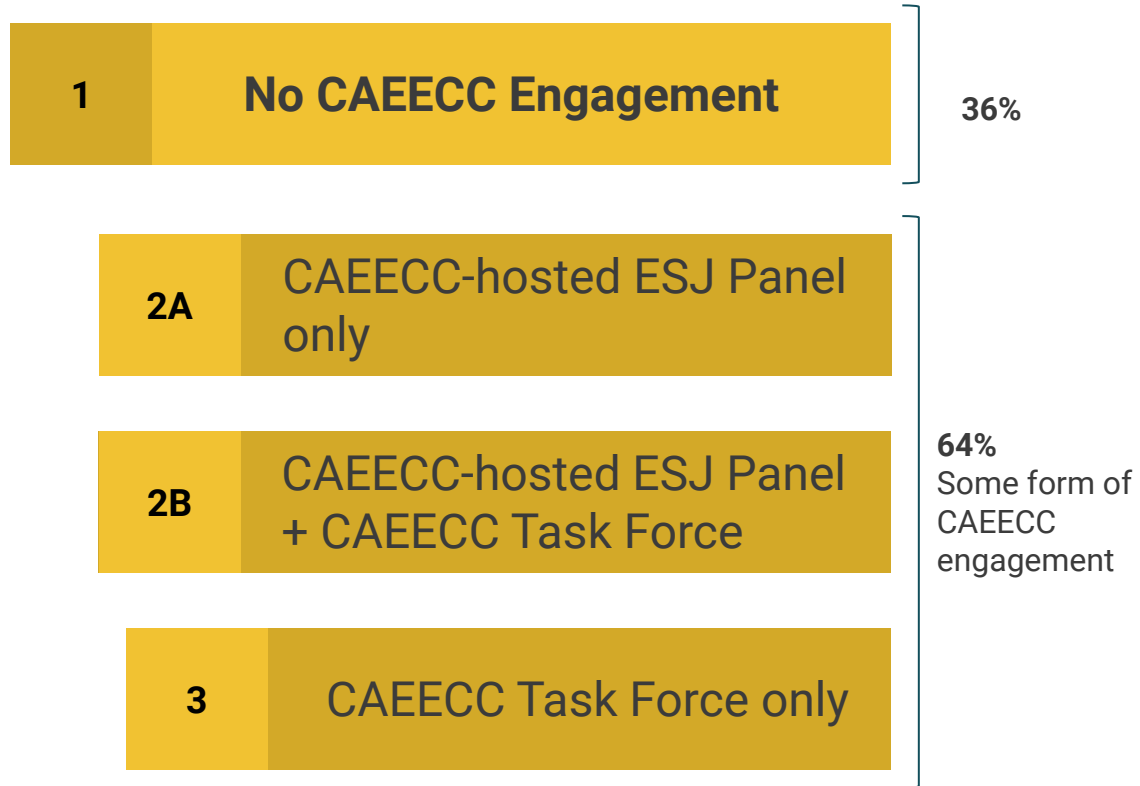 1
No CAEECC Engagement
36%
2A
CAEECC-hosted ESJ Panel
only
2B
CAEECC-hosted ESJ Panel
+ CAEECC Task Force
64%
Some form of
CAEECC
engagement
3
CAEECC Task Force only